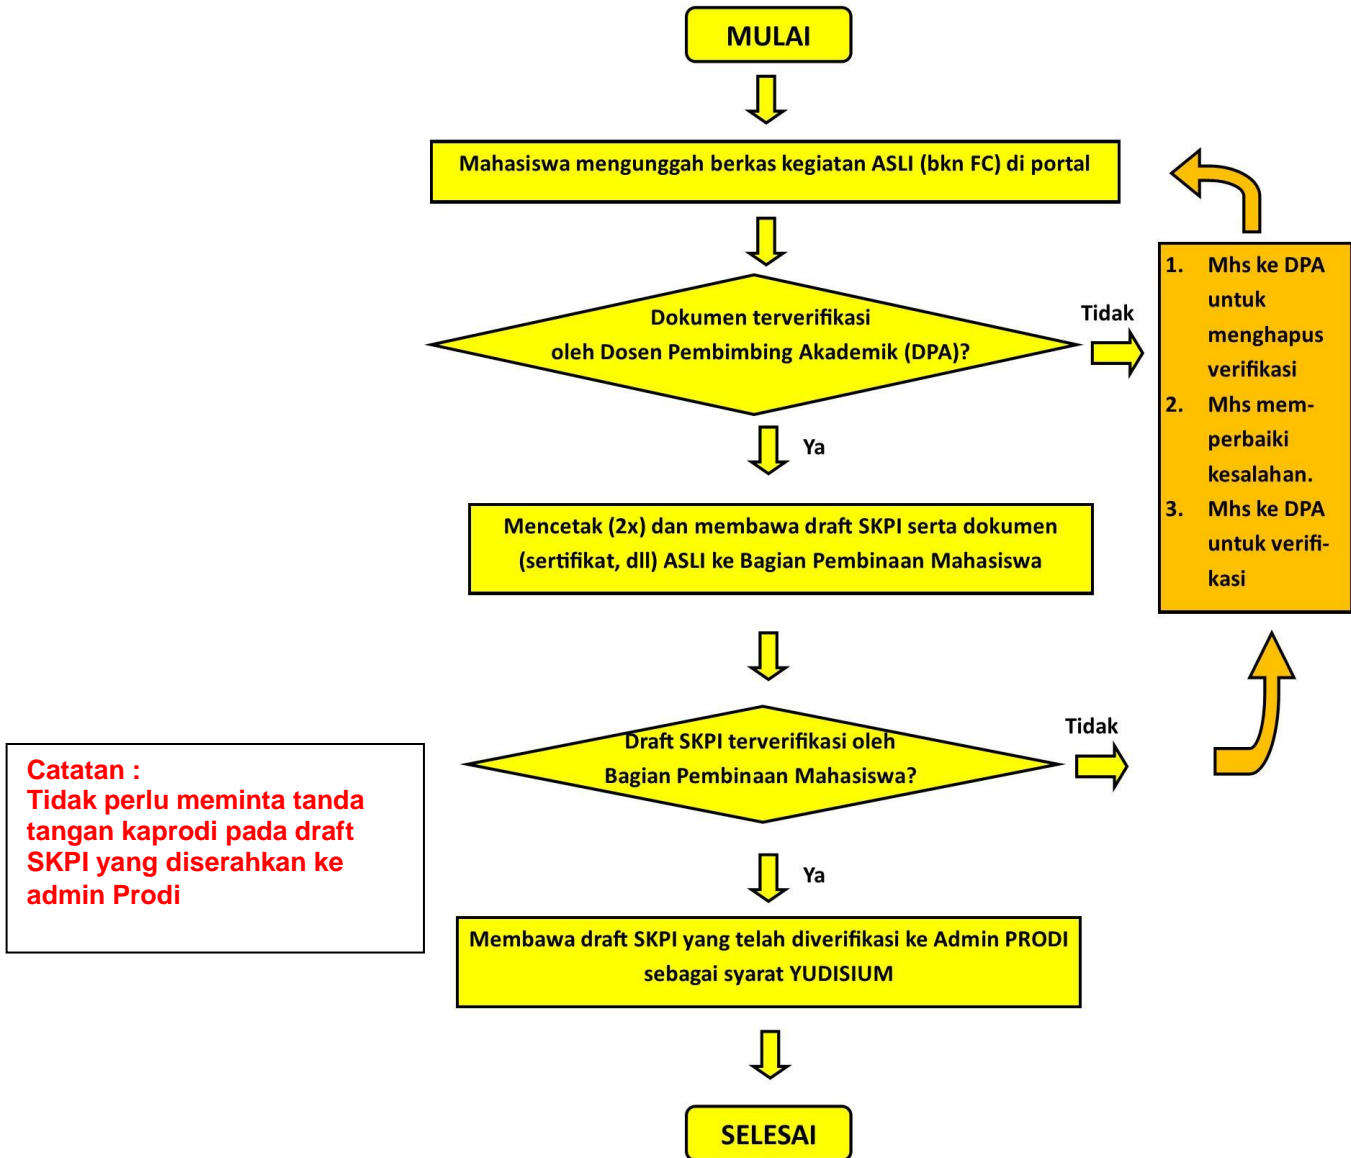 MULAI
Mahasiswa mengunggah berkas kegiatan ASLI (bkn FC) di portal
Dokumen terverifikasi
oleh Dosen Pembimbing Akademik (DPA)?
Tidak
1. Mhs ke DPA
untuk
menghapus
verifikasi
2. Mhs mem-
perbaiki
kesalahan.
3. Mhs ke DPA
untuk verifi-
kasi
Ya
Mencetak (2x) dan membawa draft SKPI serta dokumen
(sertifikat, dll) ASLI ke Bagian Pembinaan Mahasiswa
Draft SKPI terverifikasi oleh
Bagian Pembinaan Mahasiswa?
Tidak
Catatan :
Tidak perlu meminta tanda
tangan kaprodi pada draft
SKPI yang diserahkan ke
admin Prodi
Ya
Membawa draft SKPI yang telah diverifikasi ke Admin PRODI
sebagai syarat YUDISIUM
SELESAI